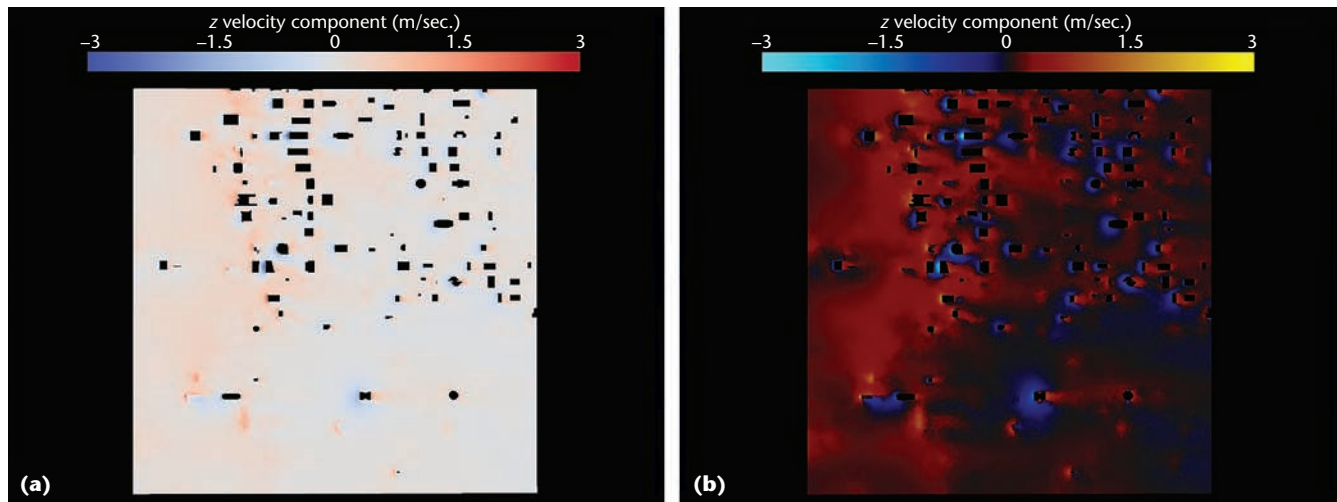 z velocity component (m/sec.)
−3 −1.5 0 1.5 3
(a)
z velocity component (m/sec.)
−3 −1.5 0 1.5 3
(b)